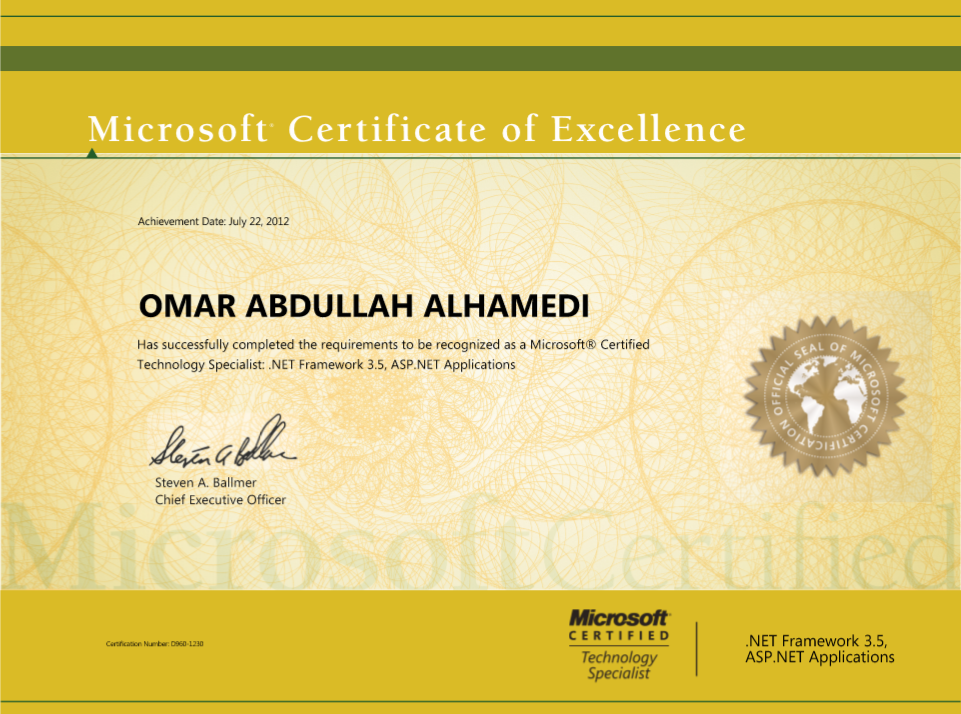 Microsoft® Certificate of Excellence
Achievement Date: July 22, 2012
OMAR ABDULLAH ALHAMEDI
Has successfully completed the requirements to be recognized as a Microsoft® Certified
Technology Specialist: .NET Framework 3.5, ASP.NET Applications
OFFICIAL SEAL OF MICROSOFT CERTIFICATION
Steven A Ballmer
Steven A. Ballmer
Chief Executive Officer
MicrosoftCertified
Certification Number: D960-1230
Microsoft
CERTIFIED
Technology
Specialist
.NET Framework 3.5,
ASP.NET Applications